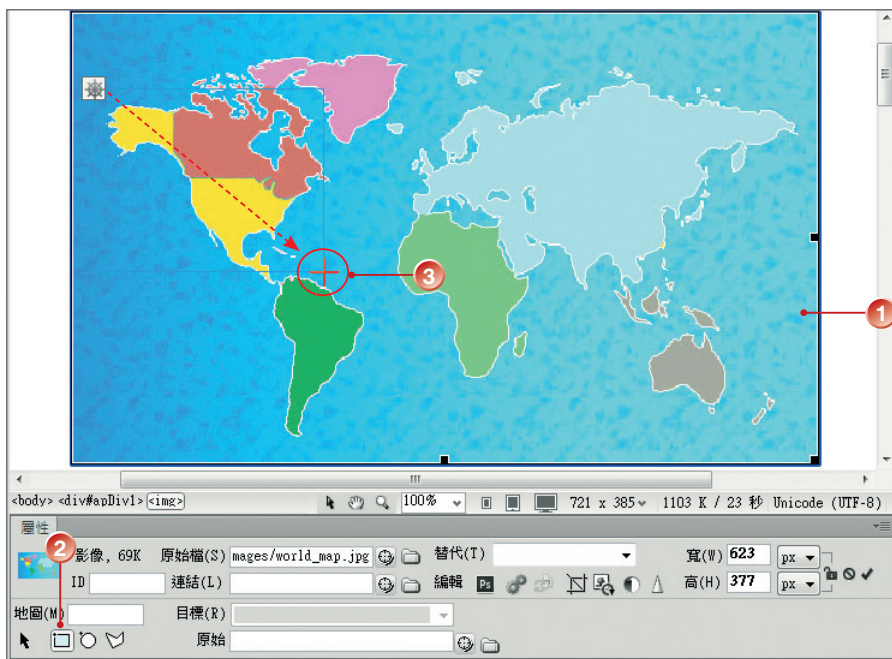 3
1
<body> <div#apDiv1> <img>
100%
721 x 385
1103 K / 23 秒
Unicode (UTF-8)
屬性
2
影像, 69K
原始檔(S)
mages/world_map.jpg
替代(T)
寬(W)
623
px
ID
連結(L)
編輯
Ps
高(H)
377
px
地圖(M)
目標(R)
原始